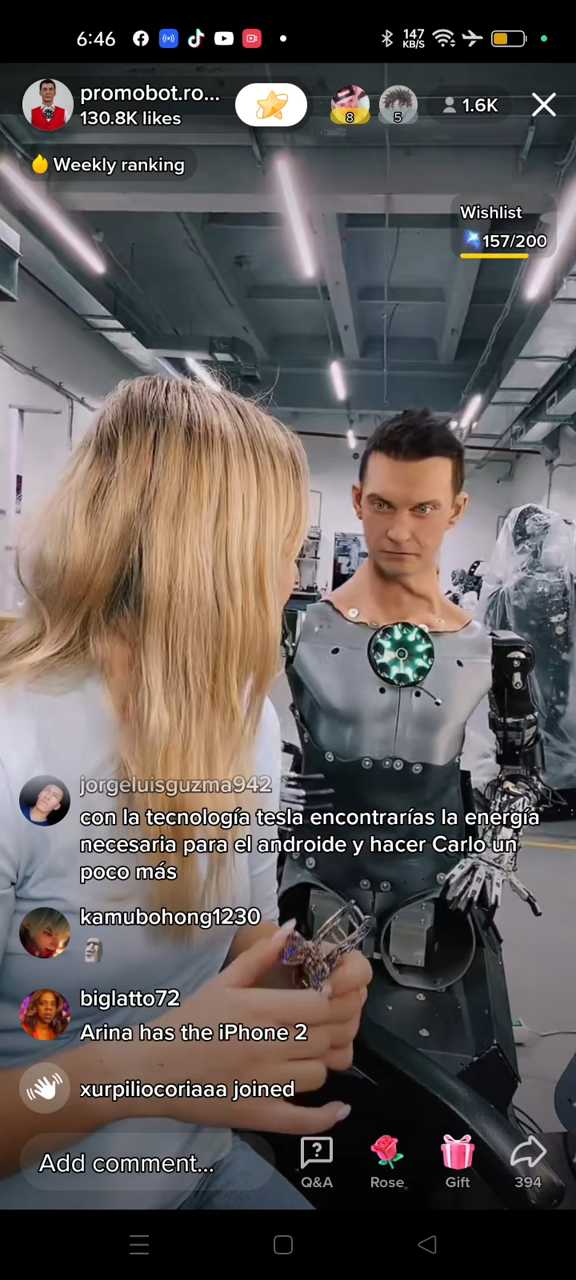 6:46
147
KB/S
promobot.ro...
130.8K likes
8
5
1.6K
Weekly ranking
Wishlist
157/200
jorgeluisguzma942
con la tecnología tesla encontrarías la energía
necesaria para el androide y hacer Carlo un
poco más
kamubohong1230
biglatto72
Arina has the iPhone 2
xurpiliocoriaaa joined
Add comment...
Q&A
Rose
Gift
394